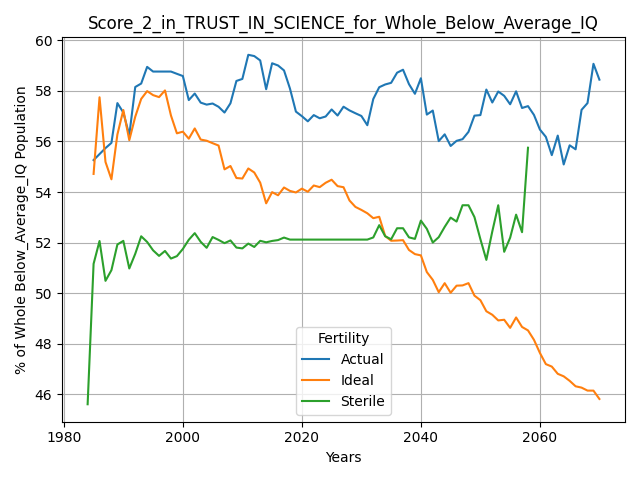 Score_2_in_TRUST_IN_SCIENCE_for_Whole_Below_Average_IQ
% of Whole Below_Average_IQ Population
60
58
56
54
52
50
48
46
1980
2000
2020
2040
2060
Years
Fertility
Actual
Ideal
Sterile